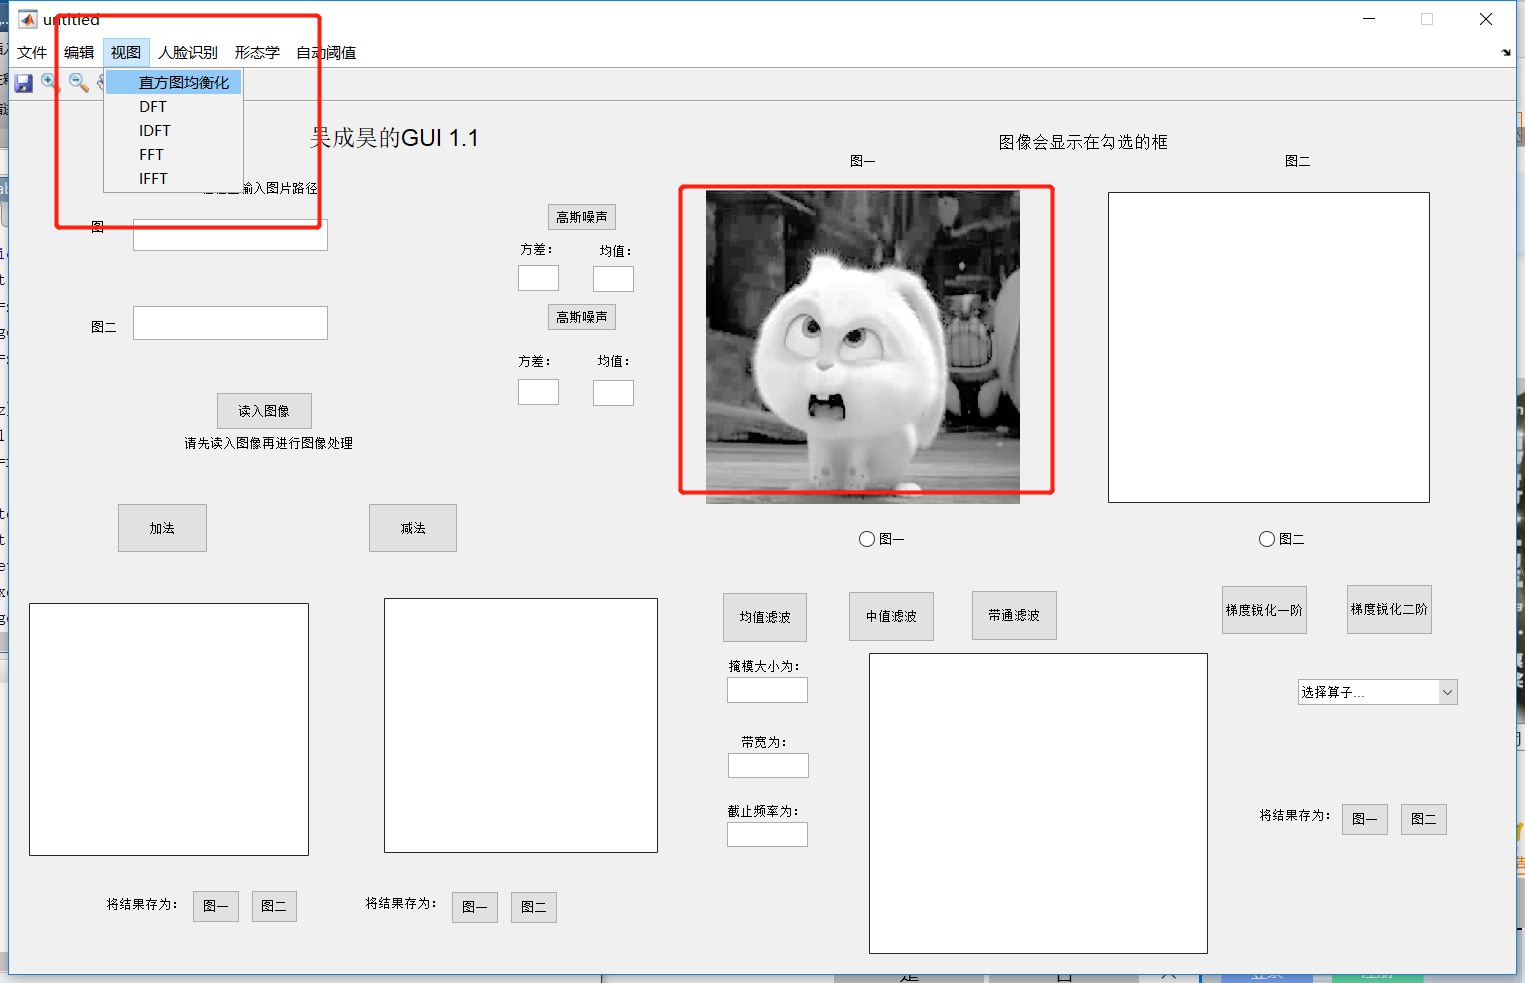 untitled
文件 编辑 视图 人脸识别 形态学 自动阈值
直方图均衡化
DFT
IDFT
FFT
IFFT
吴成昊的GUI 1.1
图像会显示在勾选的框
图一
图二
输入图片路径
图
高斯噪声
方差： 均值：
高斯噪声
图二
方差： 均值：
读入图像
请先读入图像再进行图像处理
加法
减法
图一
图二
均值滤波
中值滤波
带通滤波
梯度锐化一阶
梯度锐化二阶
掩模大小为：
选择算子...
带宽为：
截止频率为：
将结果存为： 图一 图二
将结果存为： 图一 图二
将结果存为： 图一 图二